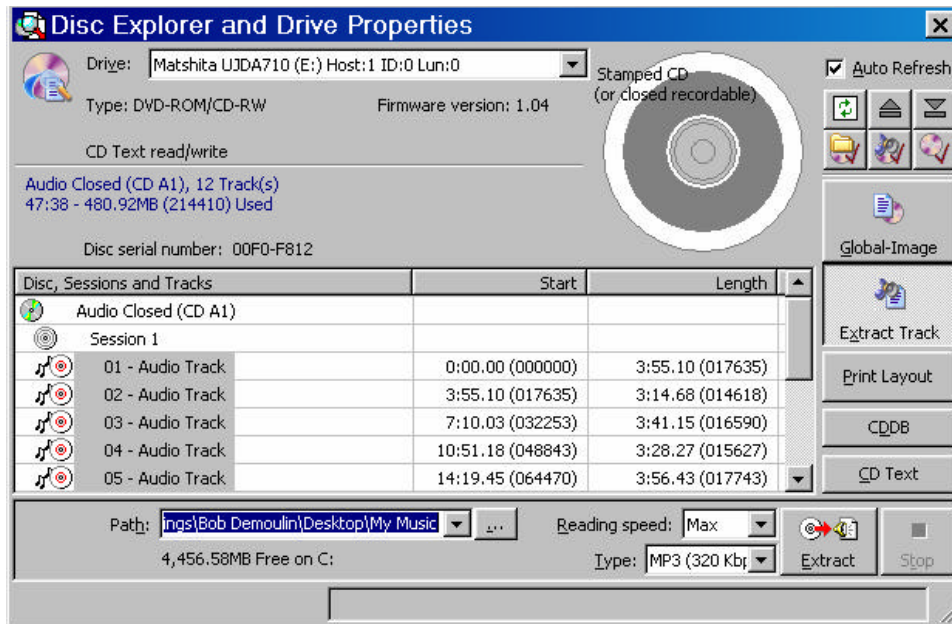 Disc Explorer and Drive Properties
Drive: Matshita UJDA710 (E:) Host:1 ID:0 Lun:0
Type: DVD-ROM/CD-RW Firmware version: 1.04
CD Text read/write
Stamped CD
(or closed recordable)
Auto Refresh
Audio Closed (CD A1), 12 Track(s)
47:38 - 480.92MB (214410) Used
Disc serial number: 00F0-F812
Global-Image
Extract Track
Print Layout
CDDB
CD Text
Disc, Sessions and Tracks Start Length
Audio Closed (CD A1)
Session 1
01 - Audio Track 0:00.00 (000000) 3:55.10 (017635)
02 - Audio Track 3:55.10 (017635) 3:14.68 (014618)
03 - Audio Track 7:10.03 (032253) 3:41.15 (016590)
04 - Audio Track 10:51.18 (048843) 3:28.27 (015627)
05 - Audio Track 14:19.45 (064470) 3:56.43 (017743)
Path: ings\Bob Demoulin\Desktop\My Music ... Reading speed: Max
4,456.58MB Free on C: Type: MP3 (320 Kbp
Extract Stop